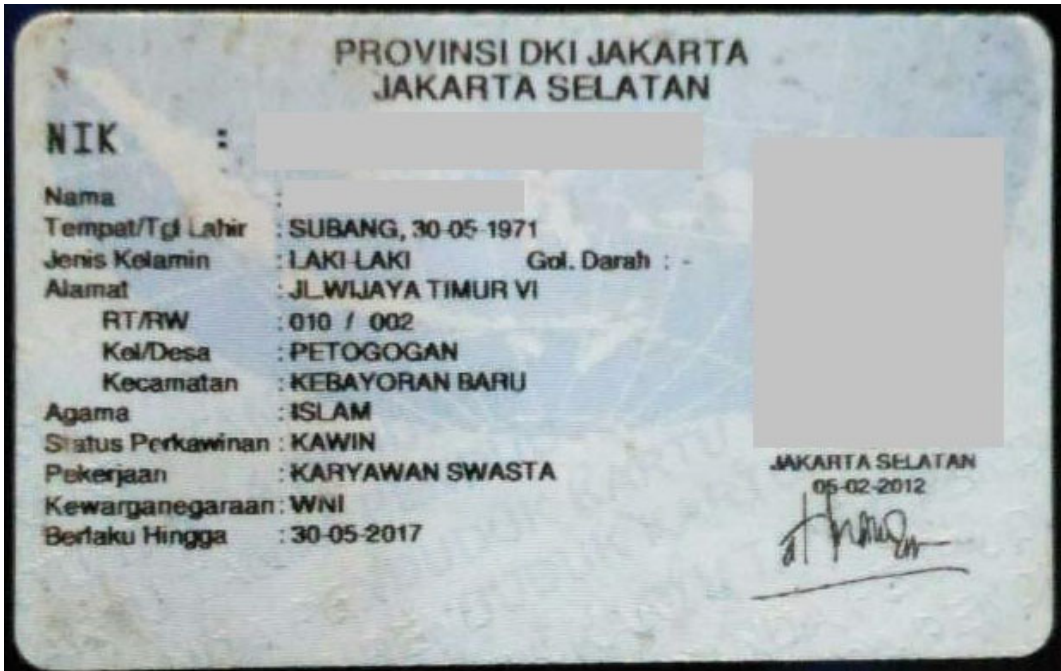 PROVINSI DKI JAKARTA
JAKARTA SELATAN
NIK :
Nama :
Tempat/Tgl Lahir : SUBANG, 30-05-1971
Jenis Kelamin : LAKI-LAKI Gol. Darah : -
Alamat : JL.WIJAYA TIMUR VI
RT/RW : 010 / 002
Kel/Desa : PETOGOGAN
Kecamatan : KEBAYORAN BARU
Agama : ISLAM
Status Perkawinan : KAWIN
Pekerjaan : KARYAWAN SWASTA
Kewarganegaraan : WNI
Berlaku Hingga : 30-05-2017
JAKARTA SELATAN
05-02-2012